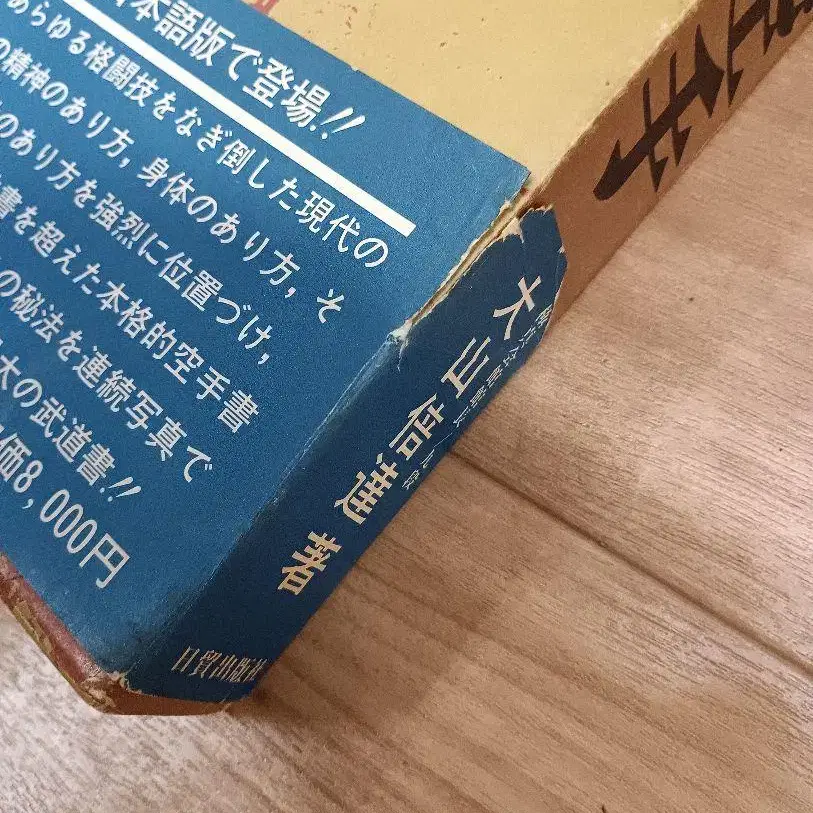 本語版で登場!!
あらゆる格闘技をなぎ倒した現代の
の精神のあり方,身体のあり方,そ
のあり方を強烈に位置づけ,
書を超えた本格的空手書
の秘法を連続写真で
大の武道書!!
価8,000円
空手
大山倍達 著
日貿出版社